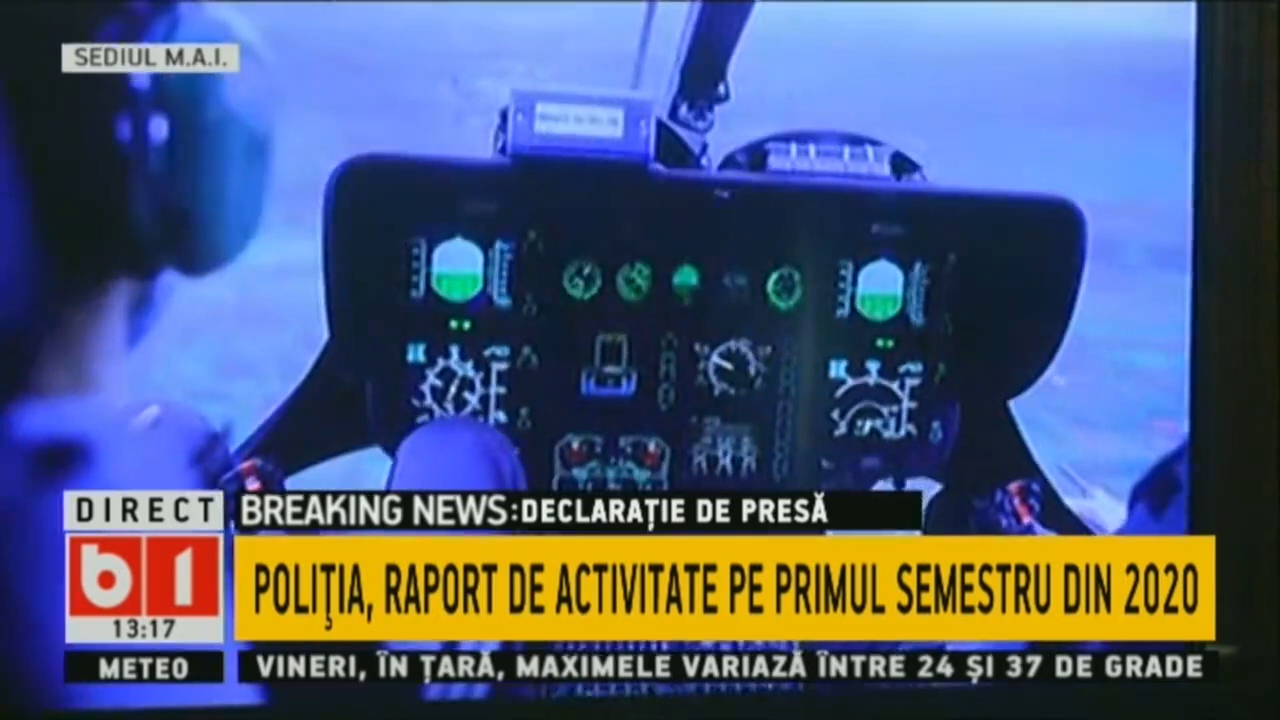 SEDIUL M.A.I.
DIRECT
BREAKING NEWS: DECLARAȚIE DE PRESĂ
b1
POLIȚIA, RAPORT DE ACTIVITATE PE PRIMUL SEMESTRU DIN 2020
13:17
METEO
VINERI, ÎN ȚARĂ, MAXIMELE VARIAZĂ ÎNTRE 24 ȘI 37 DE GRADE